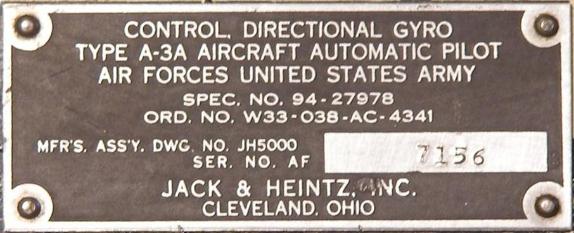 CONTROL, DIRECTIONAL GYRO
TYPE A-3A AIRCRAFT AUTOMATIC PILOT
AIR FORCES UNITED STATES ARMY
SPEC. NO. 94-27978
ORD. NO. W33-038-AC-4341
MFR'S. ASS'Y. DWG. NO. JH5000
SER. NO. AF 7156
JACK & HEINTZ, INC.
CLEVELAND, OHIO